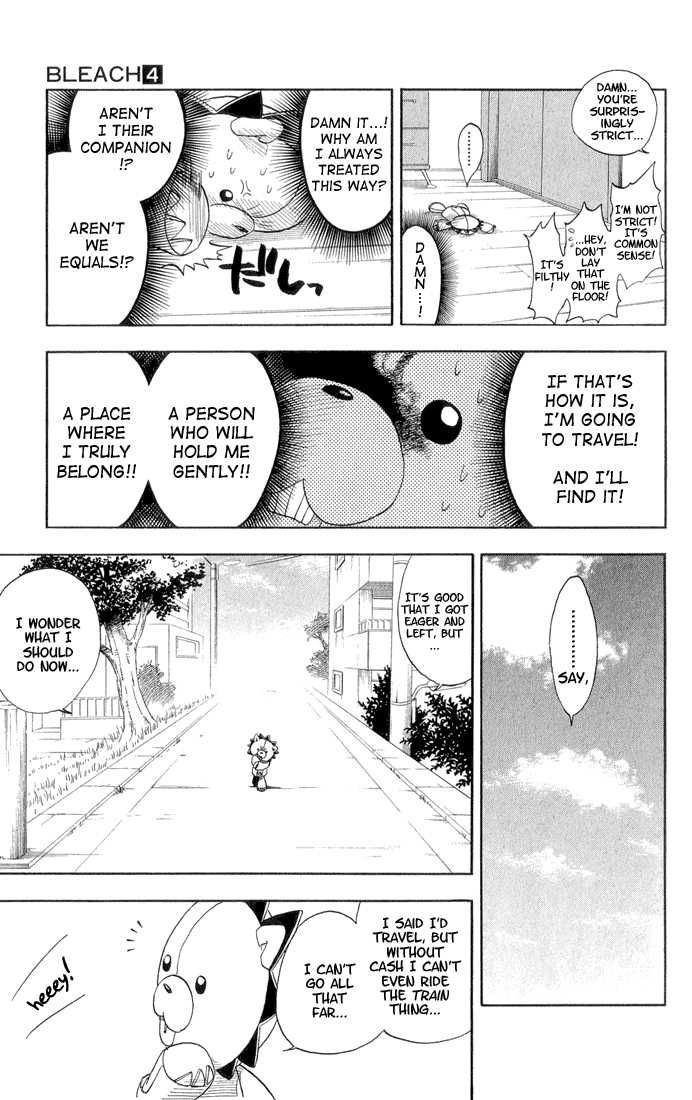 BLEACH 4
DAMN...
... YOU'RE
SURPRIS-
INGLY
STRICT...
I'M NOT
STRICT!
IT'S
COMMON
SENSE!
...HEY,
DON'T
LAY
THAT
ON THE
FLOOR!
IT'S
FILTHY
!
..........
DAMN...!
DAMN IT...!
WHY AM
I ALWAYS
TREATED
THIS WAY?
AREN'T
I THEIR
COMPANION
!?
AREN'T
WE
EQUALS!?
だしっ
IF THAT'S
HOW IT IS,
I'M GOING
TO TRAVEL!
AND I'LL
FIND IT!
A PERSON
WHO WILL
HOLD ME
GENTLY!!
A PLACE
WHERE
I TRULY
BELONG!!
............
SAY,
IT'S GOOD
THAT I GOT
EAGER AND
LEFT, BUT
...
I WONDER
WHAT I
SHOULD
DO NOW...
I SAID I'D
TRAVEL, BUT
WITHOUT
CASH I CAN'T
EVEN RIDE
THE TRAIN
THING...
I CAN'T
GO ALL
THAT
FAR...
heeey!